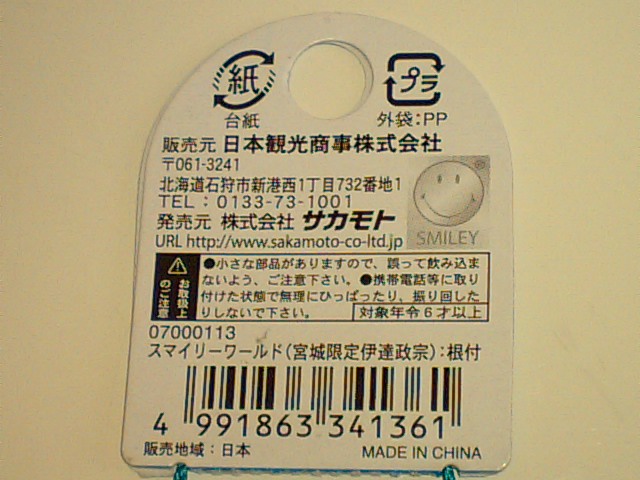 紙
プラ
台紙
外袋:PP
販売元 日本観光商事株式会社
〒061-3241
北海道石狩市新港西1丁目732番地1
TEL:0133-73-1001
発売元 株式会社 サカモト
URL http://www.sakamoto-co-ltd.jp
SMILEY
お取扱上のご注意
●小さな部品がありますので、誤って飲み込ま
ないよう、ご注意下さい。●携帯電話等に取り
付けた状態で無理にひっぱったり、振り回した
りしないで下さい。
対象年令6才以上
07000113
スマイリーワールド(宮城限定伊達政宗):根付
4 991863 341361
販売地域:日本
MADE IN CHINA